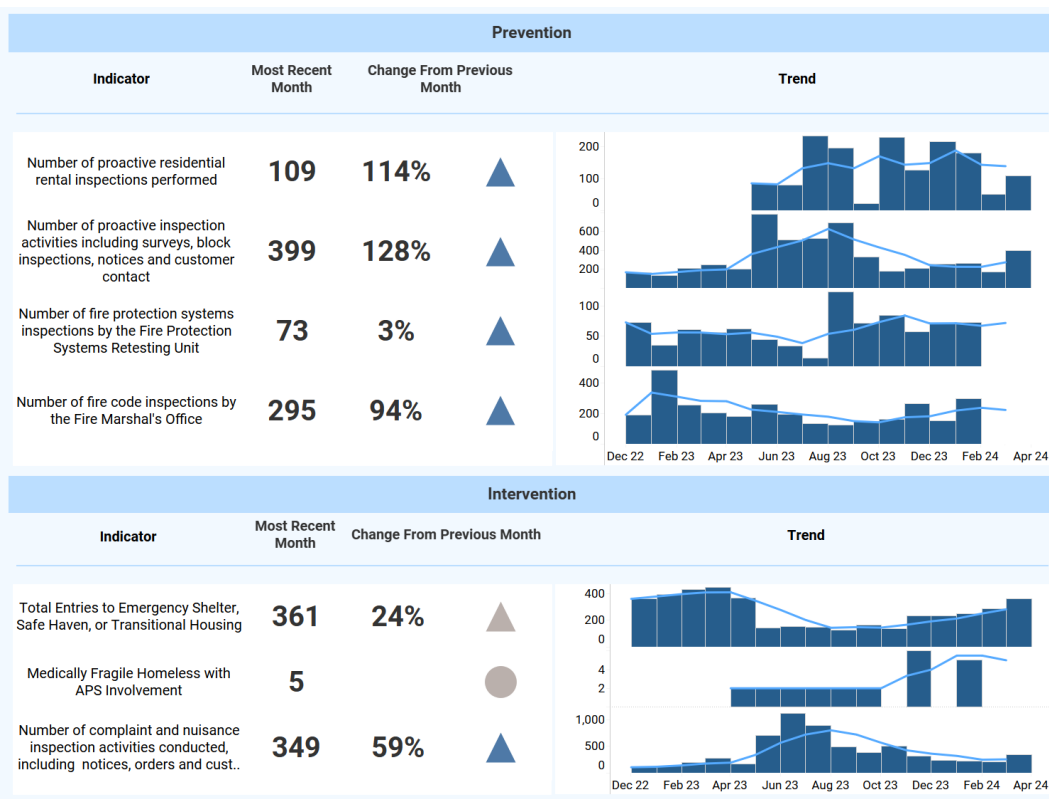 Prevention
Indicator
Most Recent
Month
Change From Previous
Month
Trend
Number of proactive residential
rental inspections performed
109
114%
200
100
0
Number of proactive inspection
activities including surveys, block
inspections, notices and customer
contact
399
128%
600
400
200
Number of fire protection systems
inspections by the Fire Protection
Systems Retesting Unit
73
3%
100
50
0
Number of fire code inspections by
the Fire Marshal's Office
295
94%
400
200
0
Dec 22 Feb 23 Apr 23 Jun 23 Aug 23 Oct 23 Dec 23 Feb 24 Apr 24
Intervention
Indicator
Most Recent
Month
Change From Previous Month
Trend
Total Entries to Emergency Shelter,
Safe Haven, or Transitional Housing
361
24%
400
200
0
Medically Fragile Homeless with
APS Involvement
5
4
2
Number of complaint and nuisance
inspection activities conducted,
including notices, orders and cust..
349
59%
1,000
500
0
Dec 22 Feb 23 Apr 23 Jun 23 Aug 23 Oct 23 Dec 23 Feb 24 Apr 24